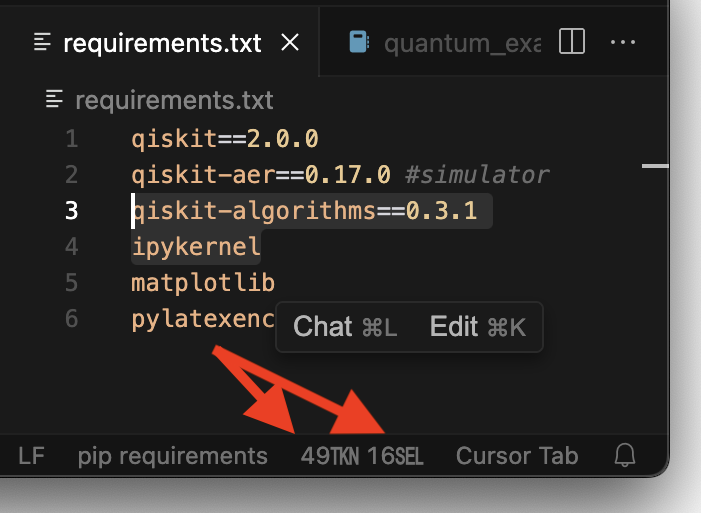 requirements.txt
quantum_exa
requirements.txt
1 qiskit==2.0.0
2 qiskit-aer==0.17.0 #simulator
3 qiskit-algorithms==0.3.1
4 ipykernel
5 matplotlib
6 pylatexenc
Chat ⌘L Edit ⌘K
LF pip requirements 49TKN 16SEL Cursor Tab